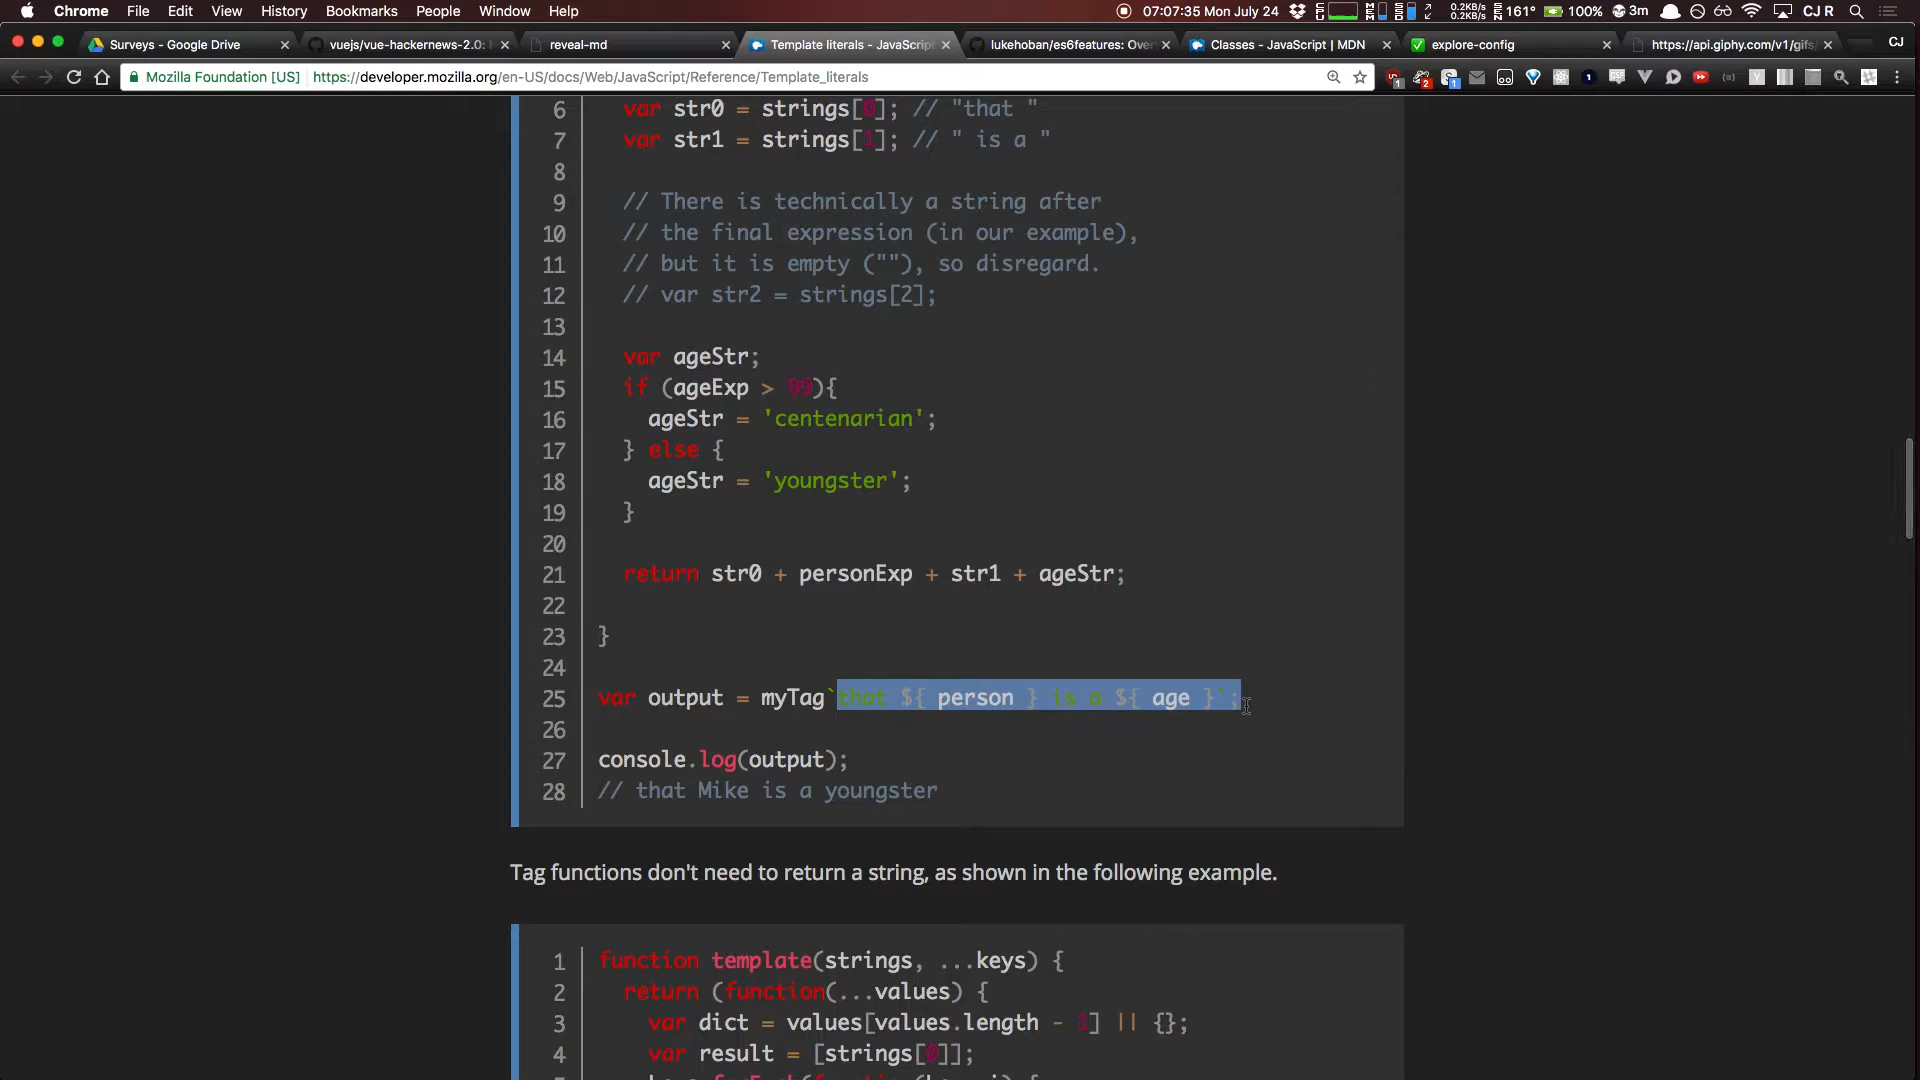 Chrome File Edit View History Bookmarks People Window Help 07:07:35 Mon July 24 0.2KB/s 0.2KB/s 161° 100% 3m CJ R
Surveys - Google Drive vuejs/vue-hackernews-2.0: reveal-md Template literals - JavaScript lukehoban/es6features: Over Classes - JavaScript | MDN explore-config https://api.giphy.com/v1/gifs/ CJ
Mozilla Foundation [US] https://developer.mozilla.org/en-US/docs/Web/JavaScript/Reference/Template_literals
6 var str0 = strings[0]; // "that "
7 var str1 = strings[1]; // " is a "
8
9 // There is technically a string after
10 // the final expression (in our example),
11 // but it is empty (""), so disregard.
12 // var str2 = strings[2];
13
14 var ageStr;
15 if (ageExp > 99){
16 ageStr = 'centenarian';
17 } else {
18 ageStr = 'youngster';
19 }
20
21 return str0 + personExp + str1 + ageStr;
22
23 }
24
25 var output = myTag`that ${ person } is a ${ age }`;
26
27 console.log(output);
28 // that Mike is a youngster
Tag functions don't need to return a string, as shown in the following example.
1 function template(strings, ...keys) {
2 return (function(...values) {
3 var dict = values[values.length - 1] || {};
4 var result = [strings[0]];